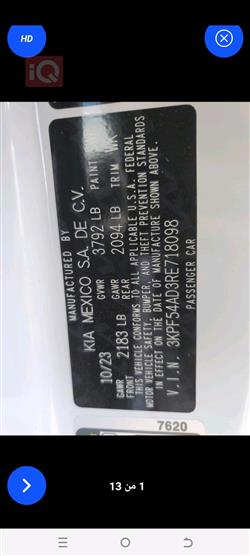 HD
iQ
MANUFACTURED BY
KIA MEXICO S.A. DE C.V.
10/23 GVWR 3792 LB PAINT
GAWR FRONT 2183 LB GAWR REAR 2094 LB TRIM WK
THIS VEHICLE CONFORMS TO ALL APPLICABLE U.S.A. FEDERAL
MOTOR VEHICLE SAFETY, BUMPER, AND THEFT PREVENTION STANDARDS
IN EFFECT ON THE DATE OF MANUFACTURE SHOWN ABOVE.
V.I.N. 3KPF54AD3RE718098
PASSENGER CAR
7620
1 من 13